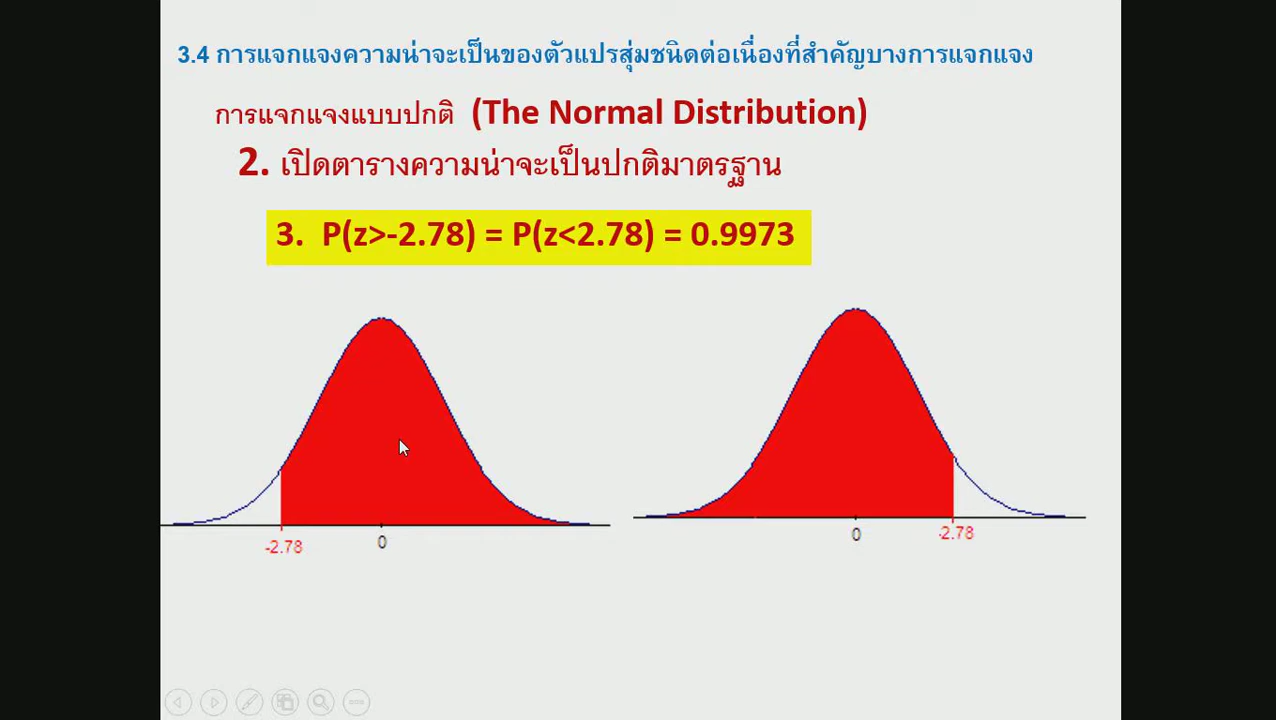 3.4 การแจกแจงความน่าจะเป็นของตัวแปรสุ่มชนิดต่อเนื่องที่สำคัญบางการแจกแจง
การแจกแจงแบบปกติ (The Normal Distribution)
2. เปิดตารางความน่าจะเป็นปกติมาตรฐาน
3. P(z>-2.78) = P(z<2.78) = 0.9973
-2.78 0
0 2.78